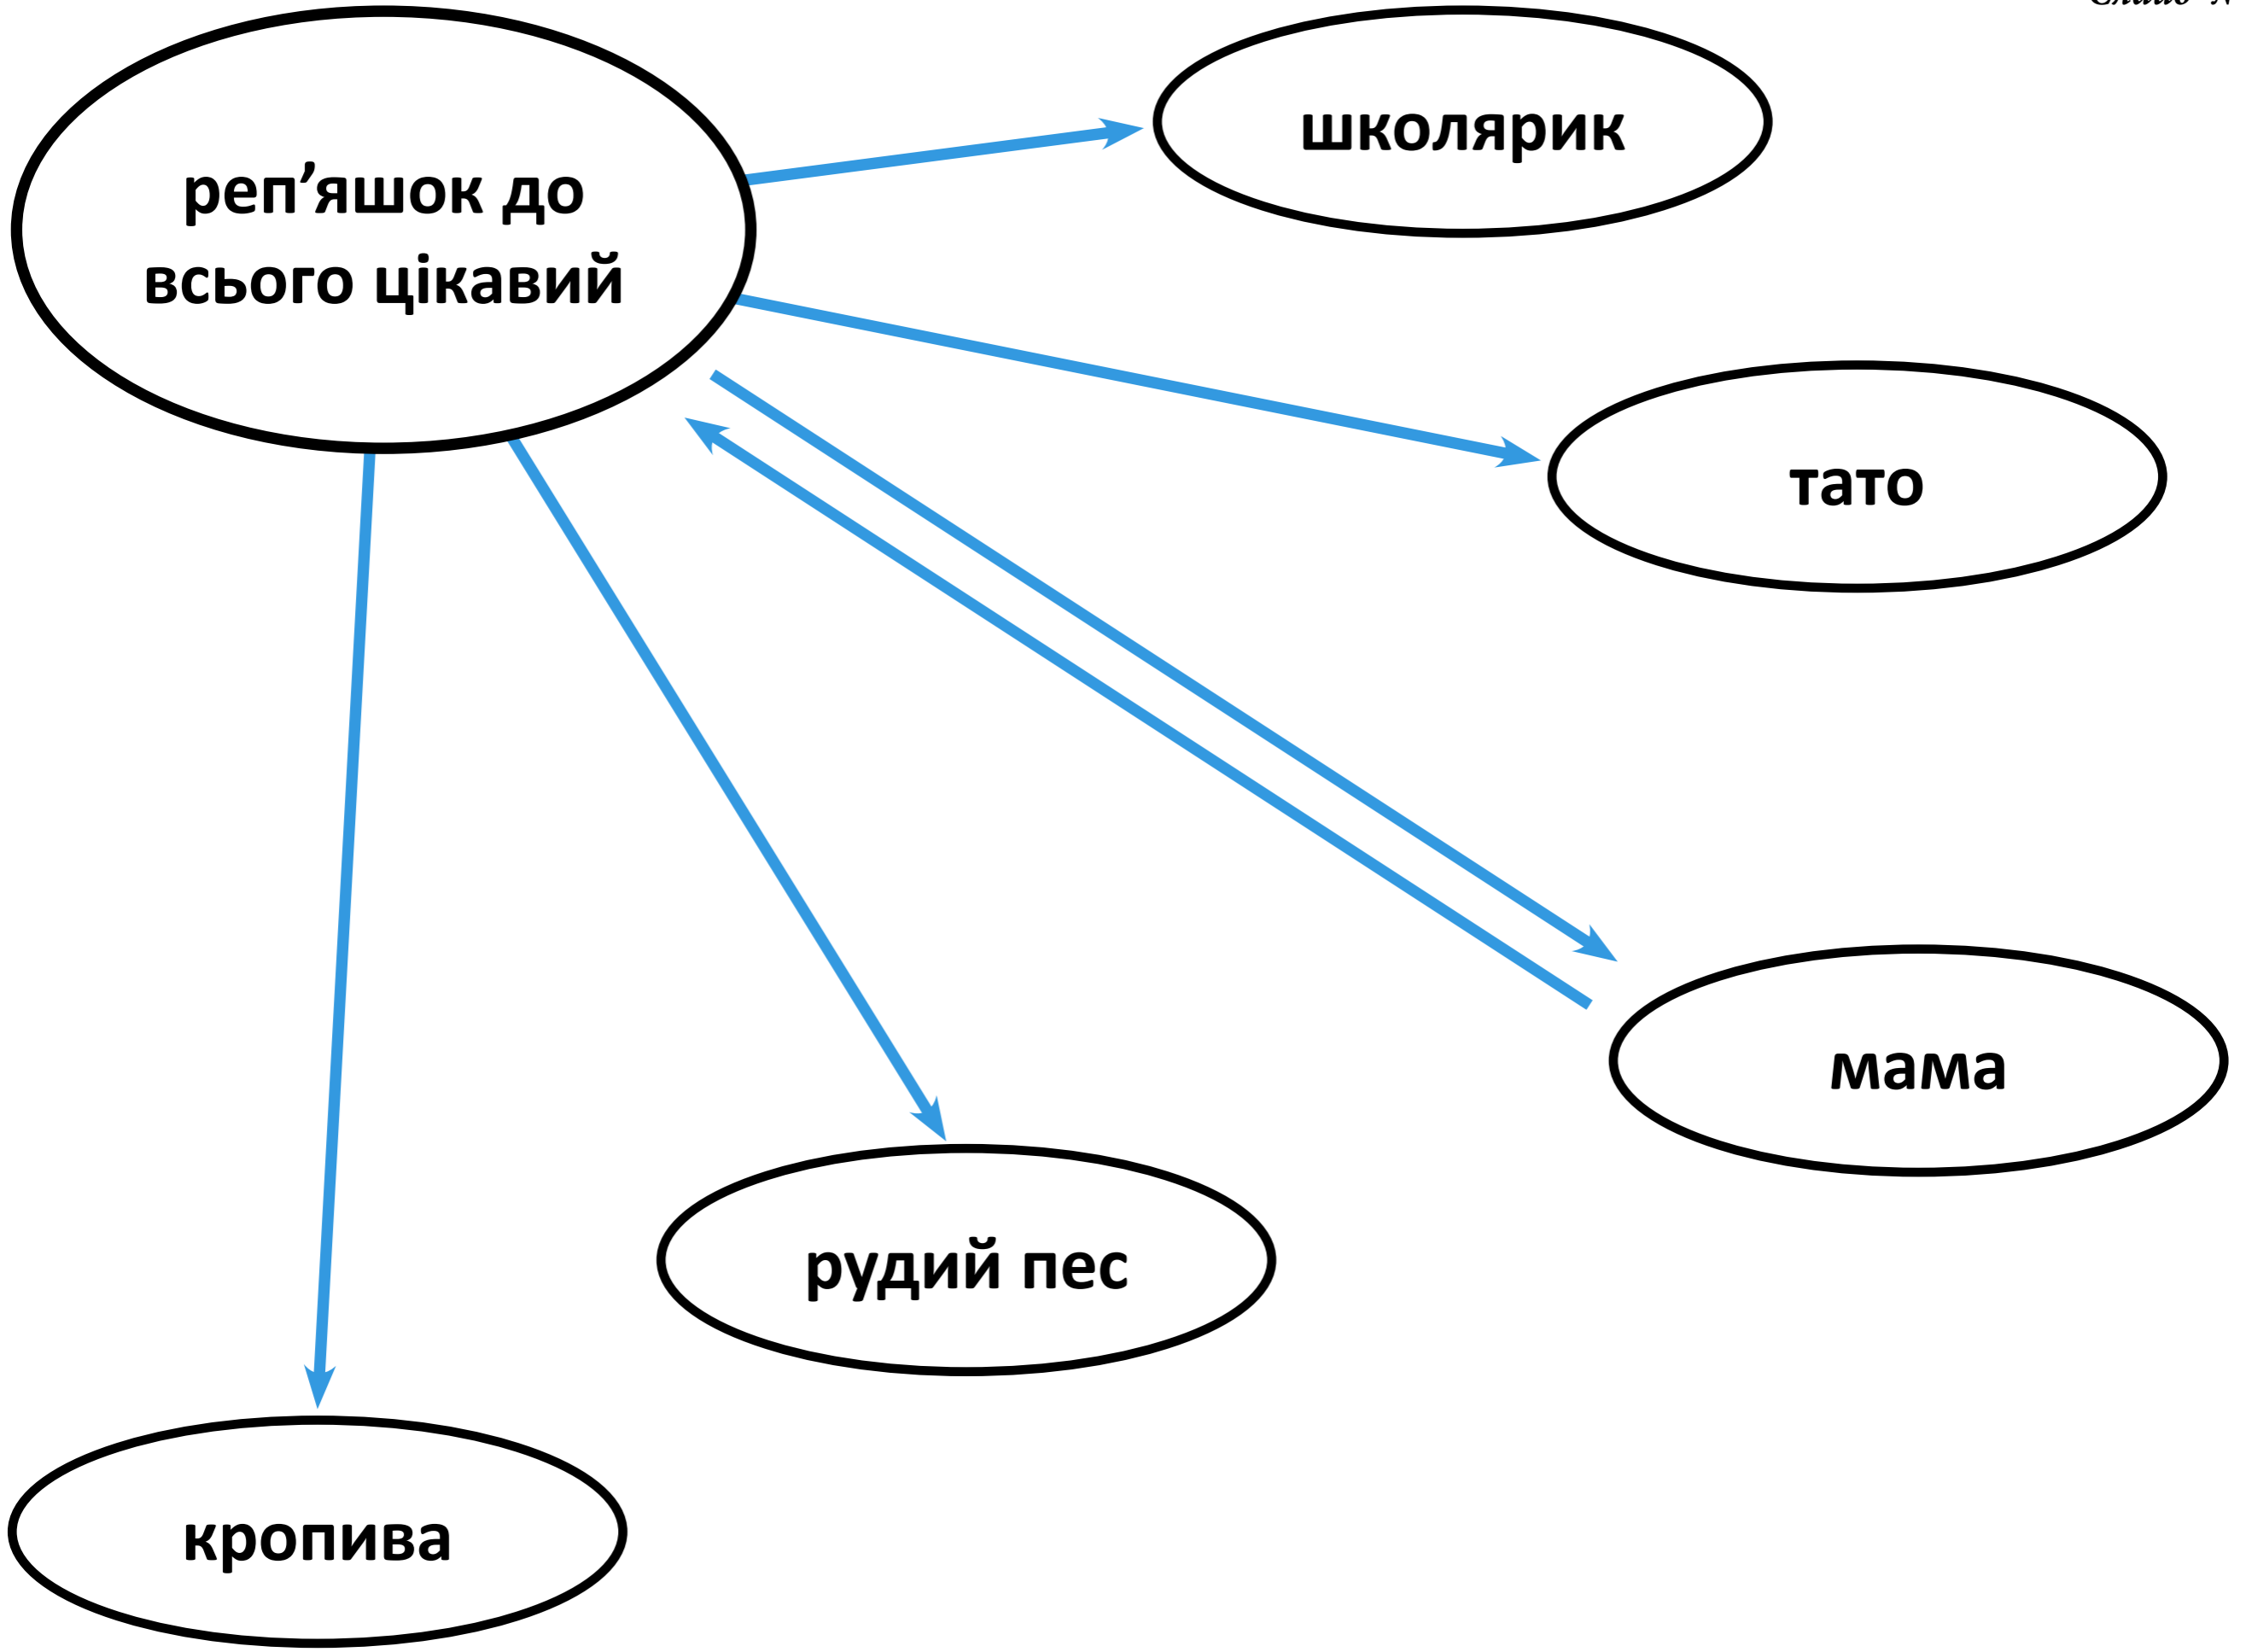 реп’яшок до
всього цікавий
школярик
тато
мама
рудий пес
кропива